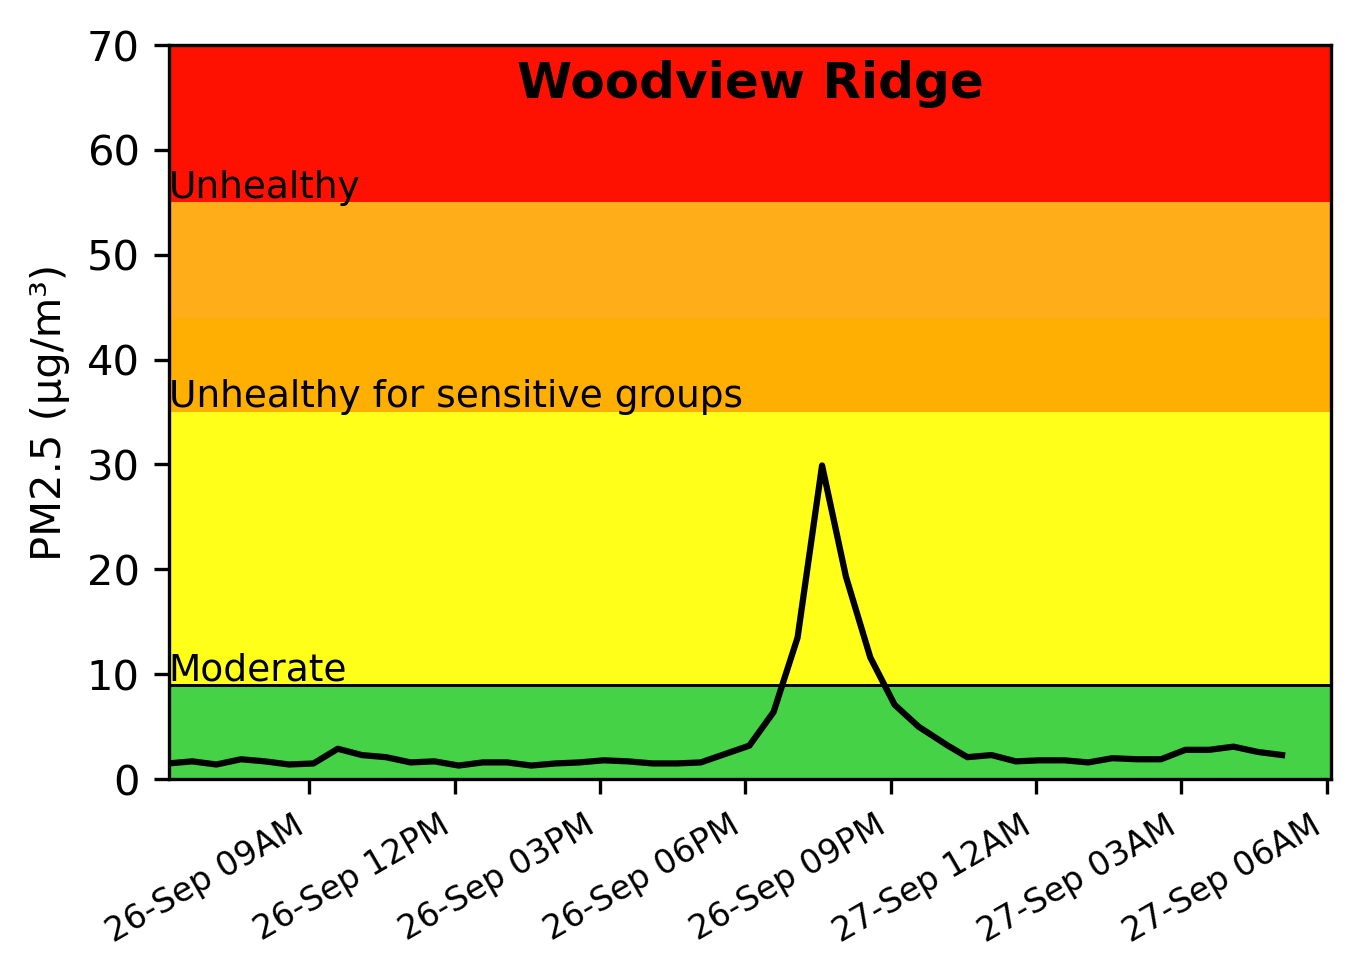 Woodview Ridge
PM2.5 (µg/m³)
70
60
50
40
30
20
10
0
Unhealthy
Unhealthy for sensitive groups
Moderate
26-Sep 09AM
26-Sep 12PM
26-Sep 03PM
26-Sep 06PM
26-Sep 09PM
27-Sep 12AM
27-Sep 03AM
27-Sep 06AM